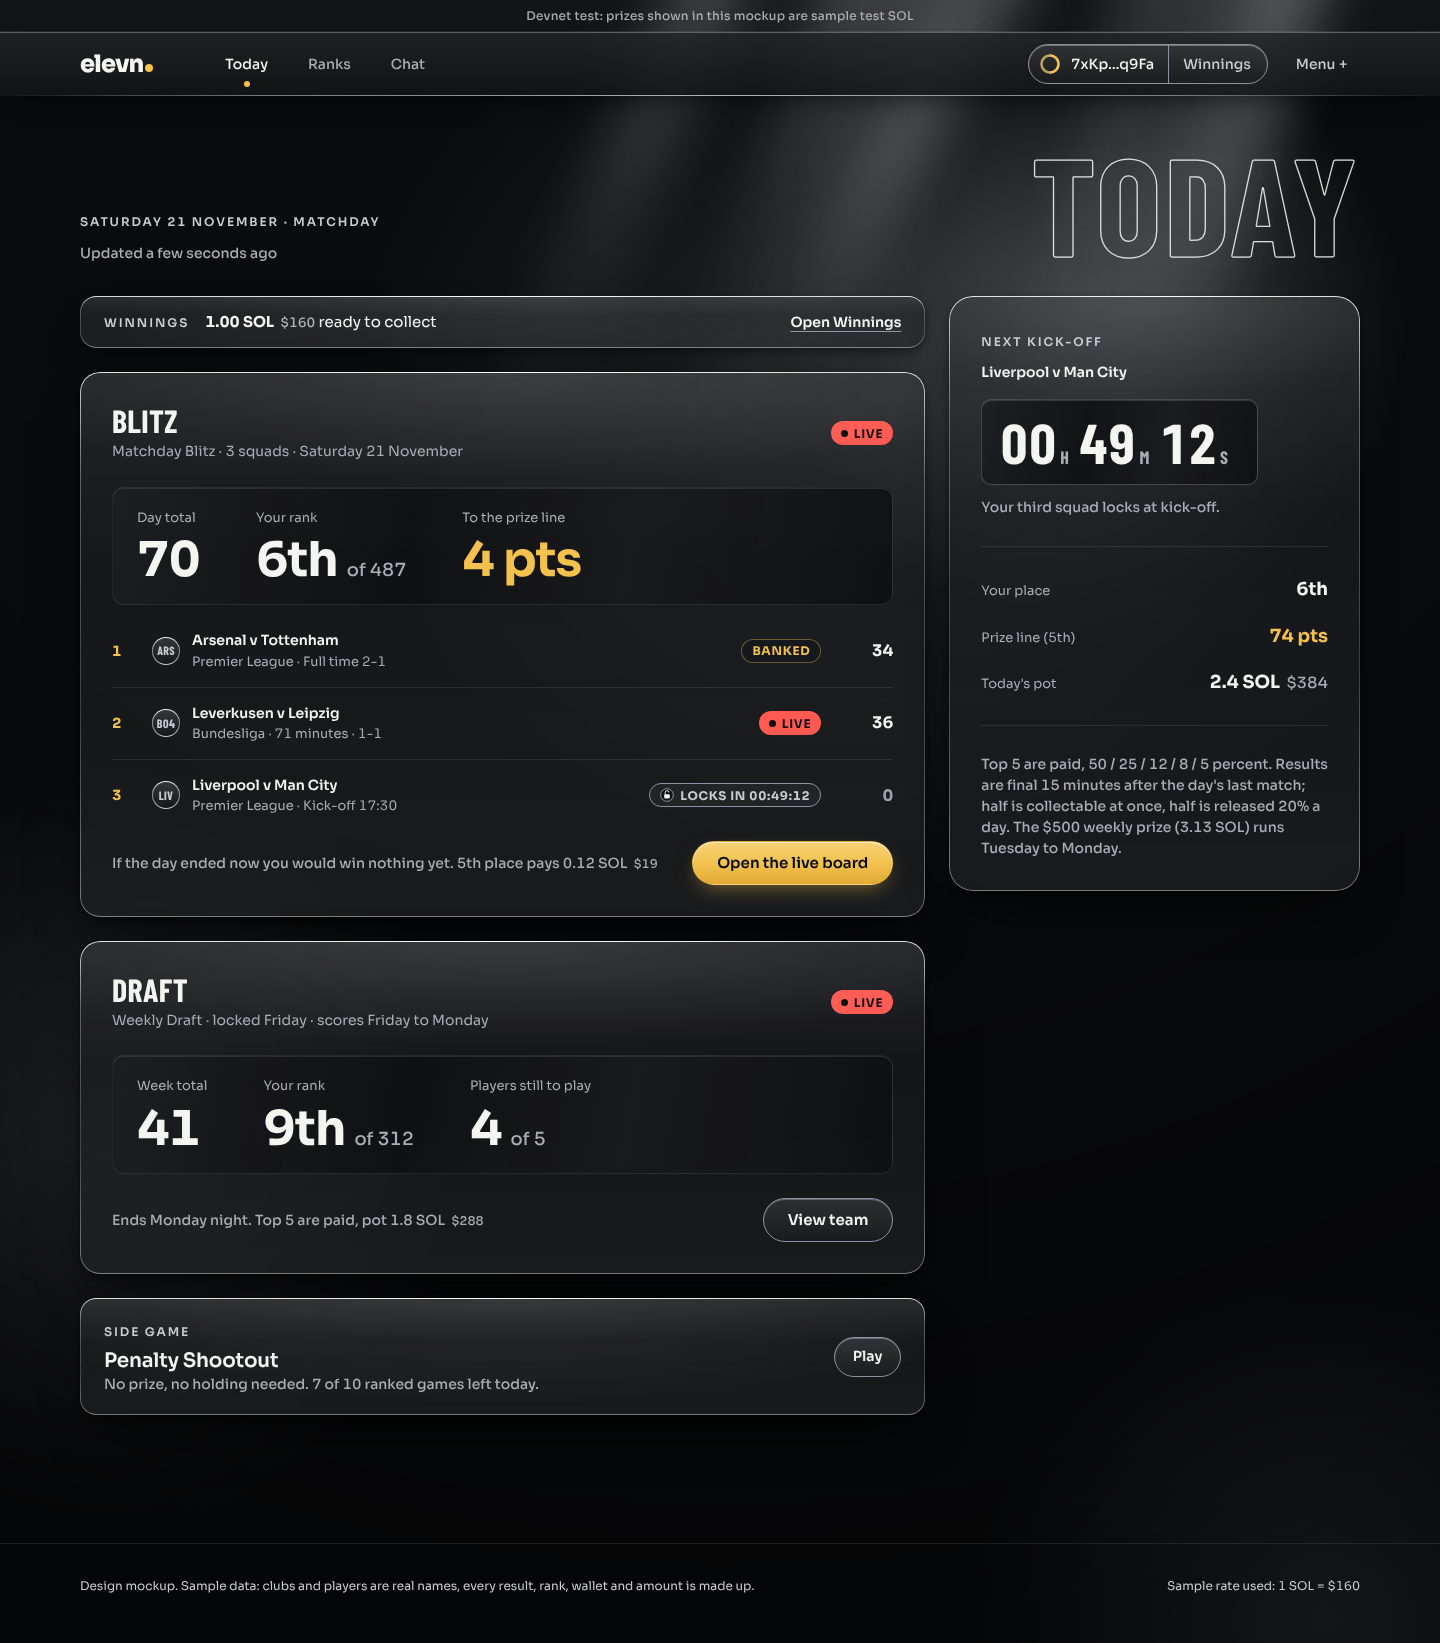 Devnet test: prizes shown in this mockup are sample test SOL
elevn.
Today
Ranks
Chat
7xKp...q9Fa
Winnings
Menu +
TODAY
SATURDAY 21 NOVEMBER · MATCHDAY
Updated a few seconds ago
WINNINGS 1.00 SOL $160 ready to collect
Open Winnings
BLITZ
Matchday Blitz · 3 squads · Saturday 21 November
LIVE
Day total
70
Your rank
6th of 487
To the prize line
4 pts
1 ARS Arsenal v Tottenham
Premier League · Full time 2-1
BANKED
34
2 B04 Leverkusen v Leipzig
Bundesliga · 71 minutes · 1-1
LIVE
36
3 LIV Liverpool v Man City
Premier League · Kick-off 17:30
LOCKS IN 00:49:12
0
If the day ended now you would win nothing yet. 5th place pays 0.12 SOL $19
Open the live board
NEXT KICK-OFF
Liverpool v Man City
00 H 49 M 12 S
Your third squad locks at kick-off.
Your place 6th
Prize line (5th) 74 pts
Today's pot 2.4 SOL $384
Top 5 are paid, 50 / 25 / 12 / 8 / 5 percent. Results
are final 15 minutes after the day's last match;
half is collectable at once, half is released 20% a
day. The $500 weekly prize (3.13 SOL) runs
Tuesday to Monday.
DRAFT
Weekly Draft · locked Friday · scores Friday to Monday
LIVE
Week total
41
Your rank
9th of 312
Players still to play
4 of 5
Ends Monday night. Top 5 are paid, pot 1.8 SOL $288
View team
SIDE GAME
Penalty Shootout
No prize, no holding needed. 7 of 10 ranked games left today.
Play
Design mockup. Sample data: clubs and players are real names, every result, rank, wallet and amount is made up.
Sample rate used: 1 SOL = $160